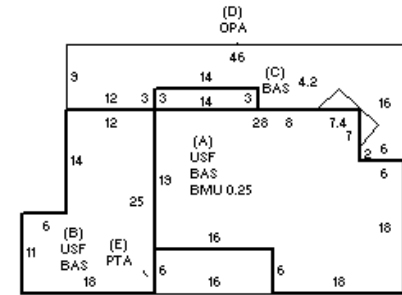 (D)
OPA
46
9
14
(C)
BAS
4.2
12
3
3
14
3
16
12
28
8
7.4
7
2
6
6
14
(A)
USF
BAS
BMU 0.25
19
25
6
(B)
USF
BAS
(E)
PTA
11
16
18
18
6
16
6
18